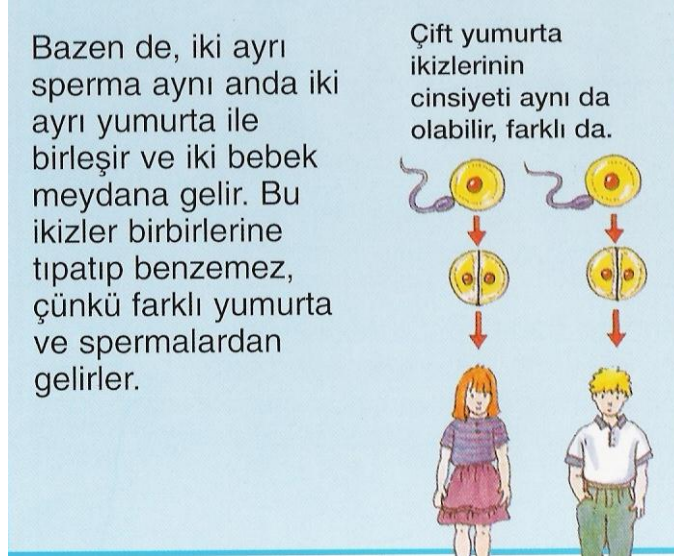 Bazen de, iki ayrı
sperma aynı anda iki
ayrı yumurta ile
birleşir ve iki bebek
meydana gelir. Bu
ikizler birbirlerine
tıpatıp benzemez,
çünkü farklı yumurta
ve spermalardan
gelirler.
Çift yumurta
ikizlerinin
cinsiyeti aynı da
olabilir, farklı da.